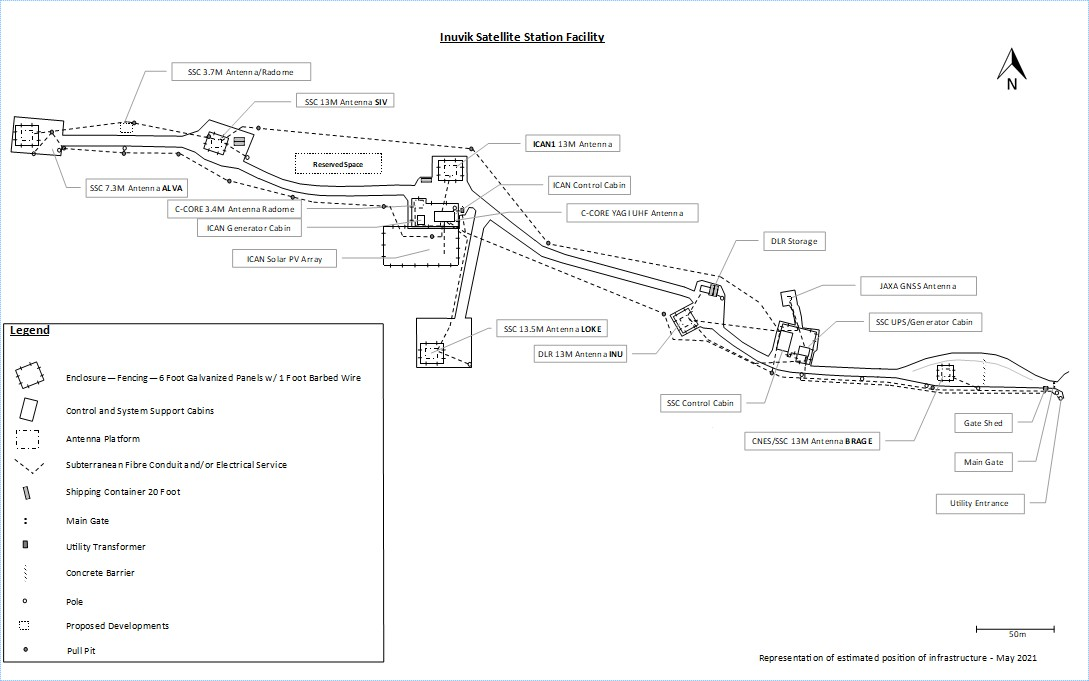 Inuvik Satellite Station Facility
SSC 3.7M Antenna/Radome
SSC 13M Antenna SIV
N
ICAN1 13M Antenna
Reserved Space
SSC 7.3M Antenna ALVA
ICAN Control Cabin
C-CORE 3.4M Antenna Radome
C-CORE YAGI UHF Antenna
ICAN Generator Cabin
DLR Storage
ICAN Solar PV Array
JAXA GNSS Antenna
SSC 13.5M Antenna LOKE
SSC UPS/Generator Cabin
DLR 13M Antenna INU
SSC Control Cabin
Gate Shed
CNES/SSC 13M Antenna BRAGE
Main Gate
Utility Entrance
Legend
Enclosure — Fencing — 6 Foot Galvanized Panels w/ 1 Foot Barbed Wire
Control and System Support Cabins
Antenna Platform
Subterranean Fibre Conduit and/or Electrical Service
Shipping Container 20 Foot
Main Gate
Utility Transformer
Concrete Barrier
Pole
Proposed Developments
Pull Pit
50m
Representation of estimated position of infrastructure - May 2021